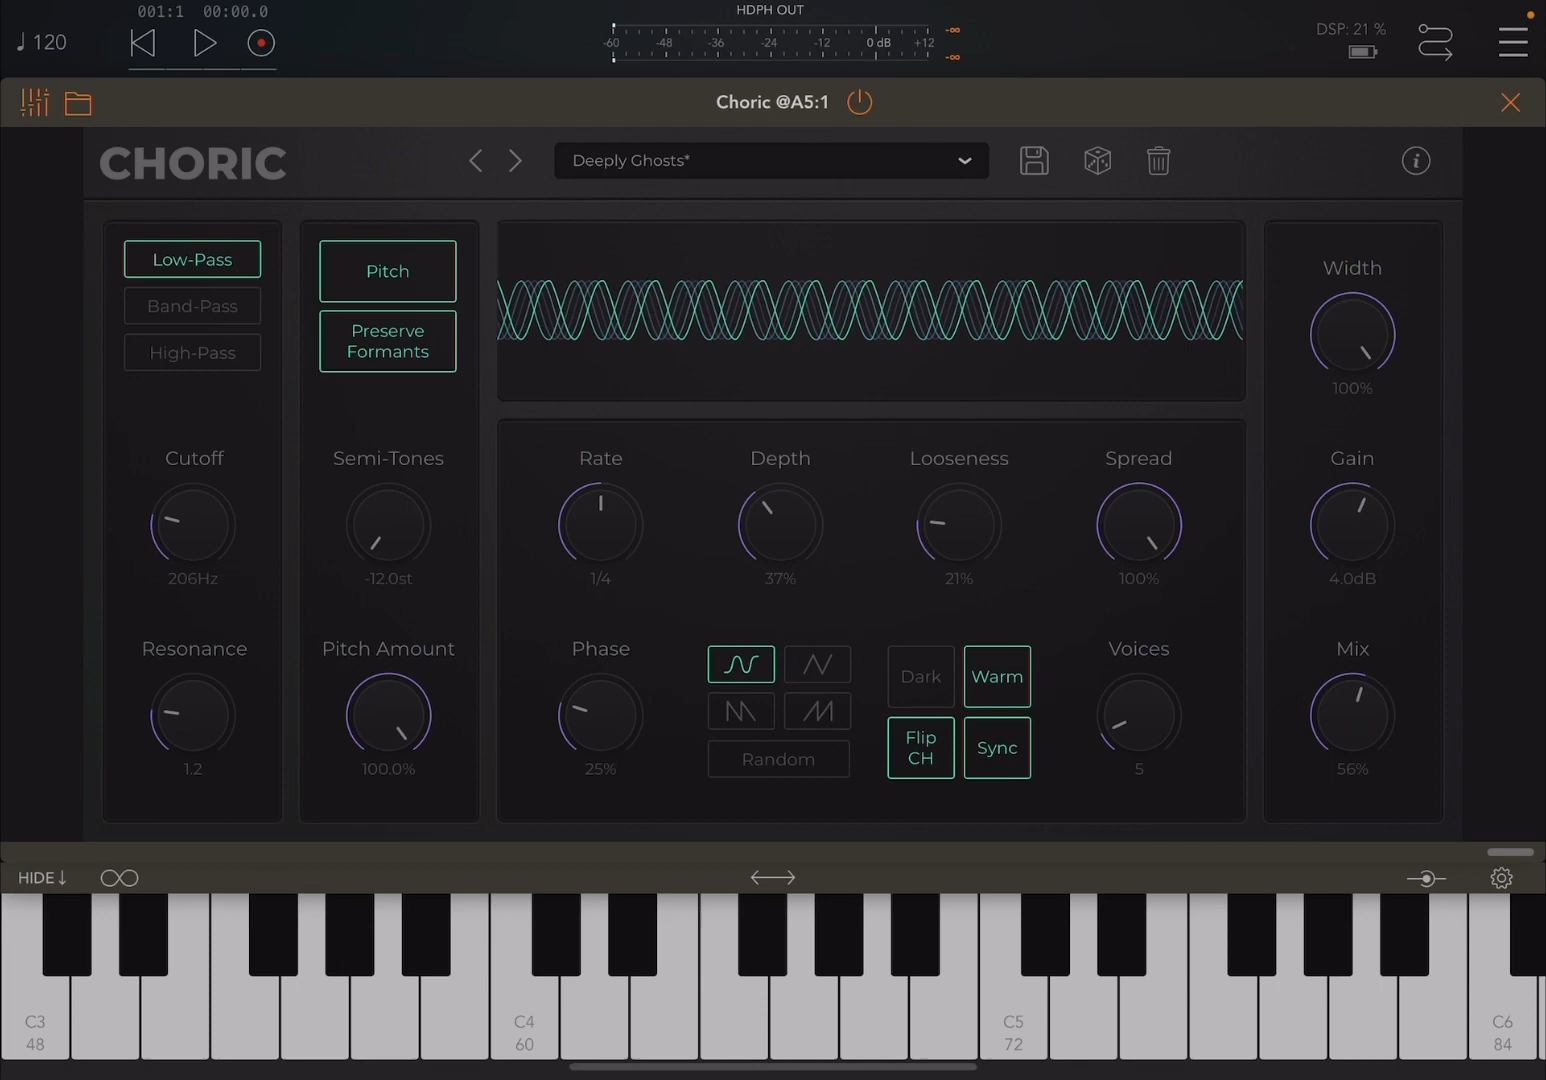 001:1 00:00.0
120
HDPH OUT
-60 -48 -36 -24 -12 0 dB +12
-∞
-∞
DSP: 21 %
Choric @A5:1
CHORIC
Deeply Ghosts*
Low-Pass
Band-Pass
High-Pass
Cutoff
206Hz
Resonance
1.2
Pitch
Preserve
Formants
Semi-Tones
-12.0st
Pitch Amount
100.0%
Rate
1/4
Depth
37%
Looseness
21%
Spread
100%
Phase
25%
Random
Dark
Warm
Flip
CH
Sync
Voices
5
Width
100%
Gain
4.0dB
Mix
56%
HIDE↓
C3
48
C4
60
C5
72
C6
84